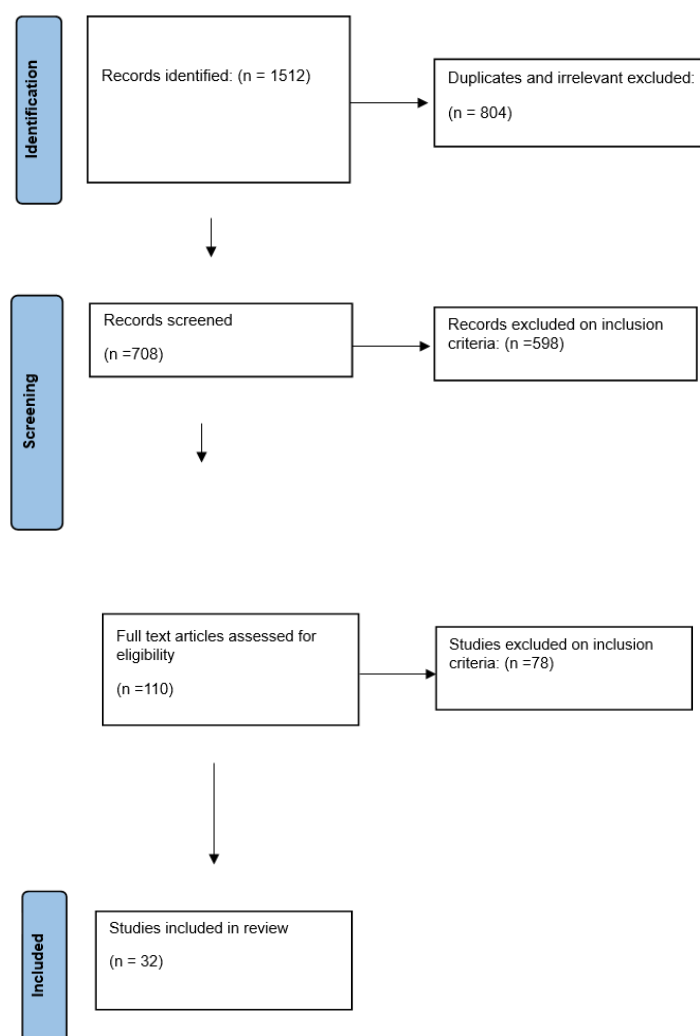 Identification
Records identified: (n = 1512)
Duplicates and irrelevant excluded:
(n = 804)
Screening
Records screened
(n =708)
Records excluded on inclusion
criteria: (n =598)
Full text articles assessed for
eligibility
(n =110)
Studies excluded on inclusion
criteria: (n =78)
Included
Studies included in review
(n = 32)